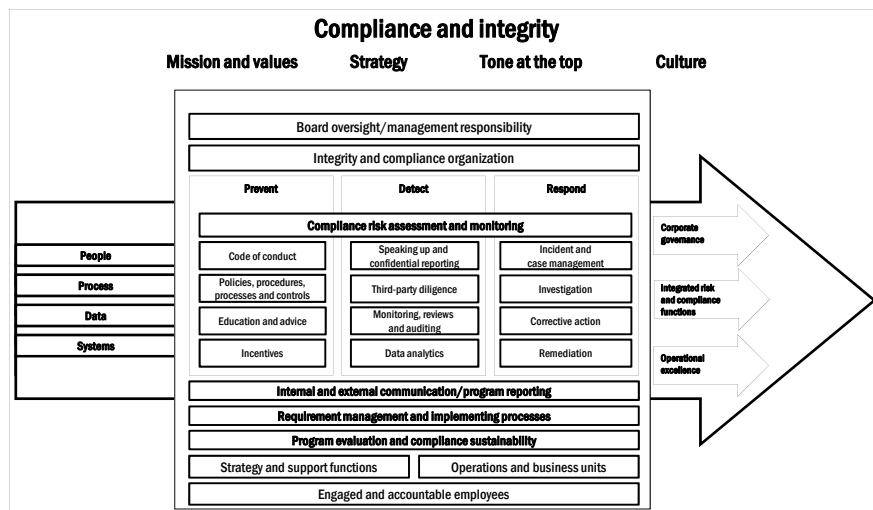 Compliance and integrity
Mission and values
Strategy
Tone at the top
Culture
Board oversight/management responsibility
Integrity and compliance organization
Prevent
Detect
Respond
Compliance risk assessment and monitoring
People
Process
Data
Systems
Code of conduct
Policies, procedures,
processes and controls
Education and advice
Incentives
Speaking up and
confidential reporting
Third-party diligence
Monitoring, reviews
and auditing
Data analytics
Incident and
case management
Investigation
Corrective action
Remediation
Corporate
governance
Integrated risk
and compliance
functions
Operational
excellence
Internal and external communication/program reporting
Requirement management and implementing processes
Program evaluation and compliance sustainability
Strategy and support functions
Operations and business units
Engaged and accountable employees